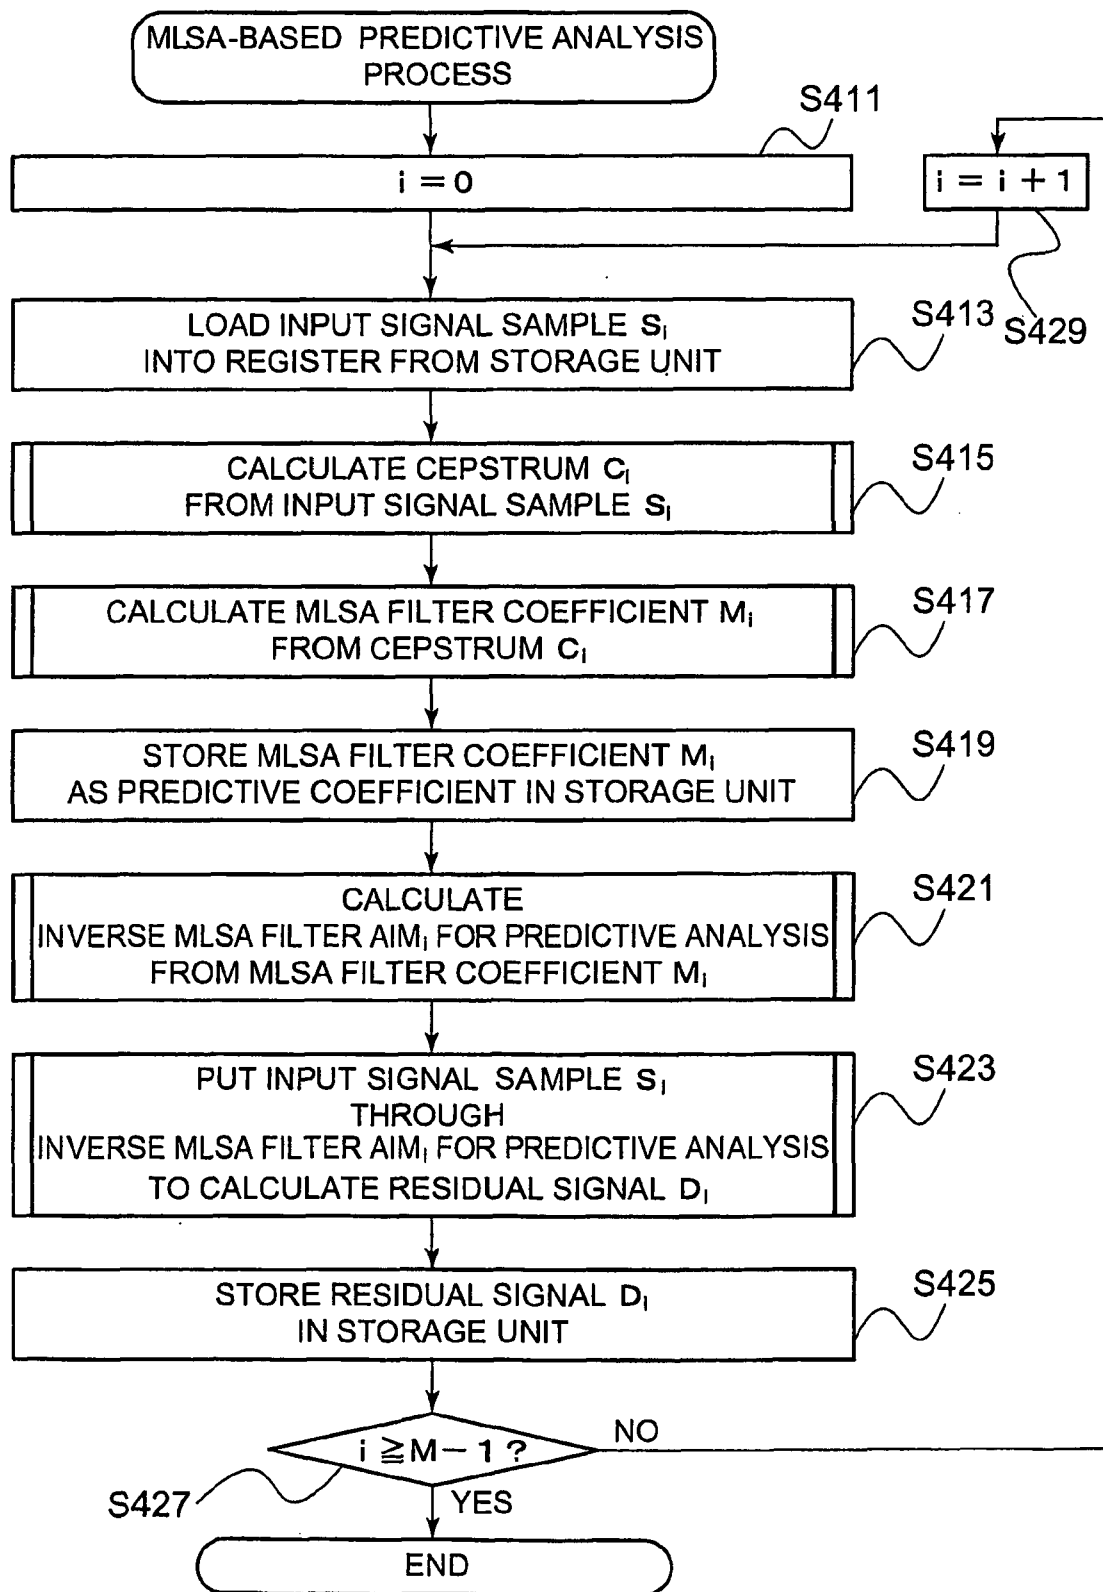 MLSA-BASED PREDICTIVE ANALYSIS
PROCESS
S411
i = 0
i = i + 1
S429
LOAD INPUT SIGNAL SAMPLE Si
INTO REGISTER FROM STORAGE UNIT
S413
CALCULATE CEPSTRUM Ci
FROM INPUT SIGNAL SAMPLE Si
S415
CALCULATE MLSA FILTER COEFFICIENT Mi
FROM CEPSTRUM Ci
S417
STORE MLSA FILTER COEFFICIENT Mi
AS PREDICTIVE COEFFICIENT IN STORAGE UNIT
S419
CALCULATE
INVERSE MLSA FILTER AIMi FOR PREDICTIVE ANALYSIS
FROM MLSA FILTER COEFFICIENT Mi
S421
PUT INPUT SIGNAL SAMPLE Si
THROUGH
INVERSE MLSA FILTER AIMi FOR PREDICTIVE ANALYSIS
TO CALCULATE RESIDUAL SIGNAL Di
S423
STORE RESIDUAL SIGNAL Di
IN STORAGE UNIT
S425
i ≧ M − 1 ?
NO
S427
YES
END